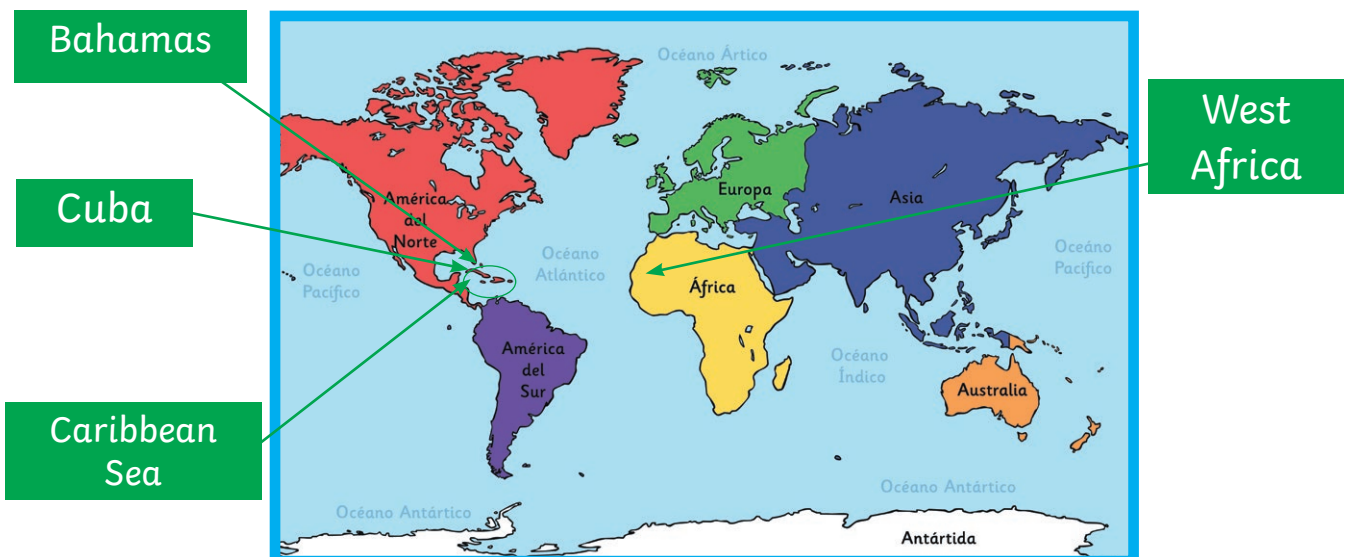 Bahamas
Cuba
Caribbean
Sea
West
Africa
Océano Ártico
América
del
Norte
Europa
Asia
Océano
Pacífico
Océano
Atlántico
Oceáno
Pacífico
África
América
del
Sur
Océano
Índico
Australia
Océano Antártico
Océano Antártico
Antártida